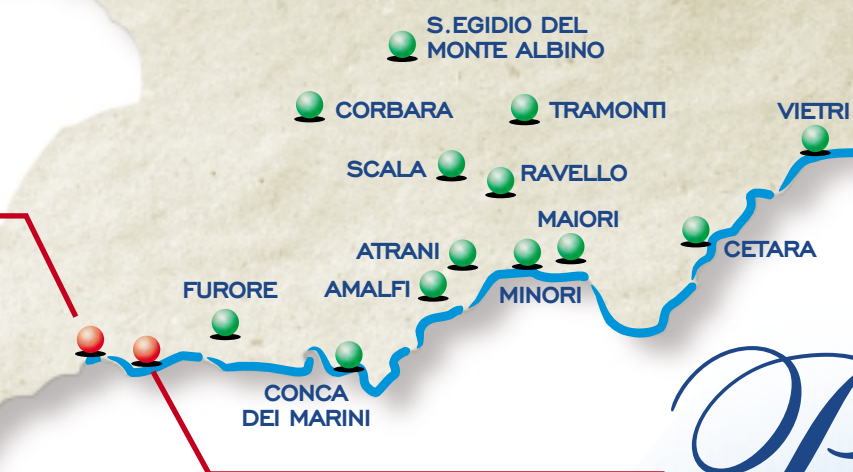 S.EGIDIO DEL
MONTE ALBINO
CORBARA
TRAMONTI
VIETRI
SCALA
RAVELLO
MAIORI
ATRANI
CETARA
FURORE
AMALFI
MINORI
CONCA
DEI MARINI